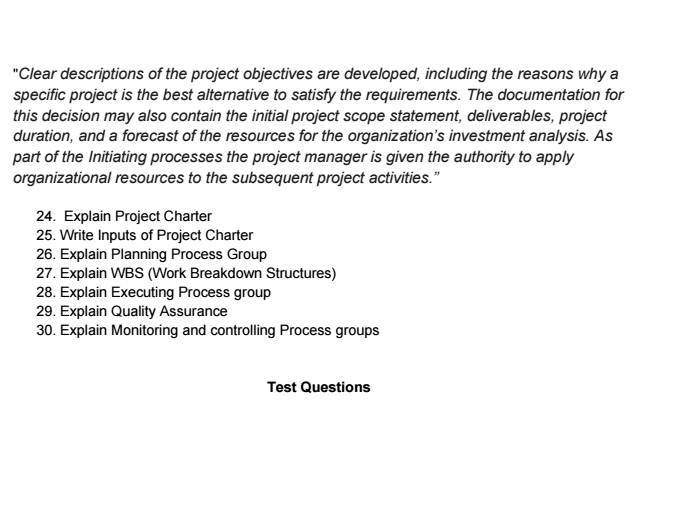 "Clear descriptions of the project objectives are developed, including the reasons why a
specific project is the best alternative to satisfy the requirements. The documentation for
this decision may also contain the initial project scope statement, deliverables, project
duration, and a forecast of the resources for the organization’s investment analysis. As
part of the Initiating processes the project manager is given the authority to apply
organizational resources to the subsequent project activities.”
24. Explain Project Charter
25. Write Inputs of Project Charter
26. Explain Planning Process Group
27. Explain WBS (Work Breakdown Structures)
28. Explain Executing Process group
29. Explain Quality Assurance
30. Explain Monitoring and controlling Process groups
Test Questions